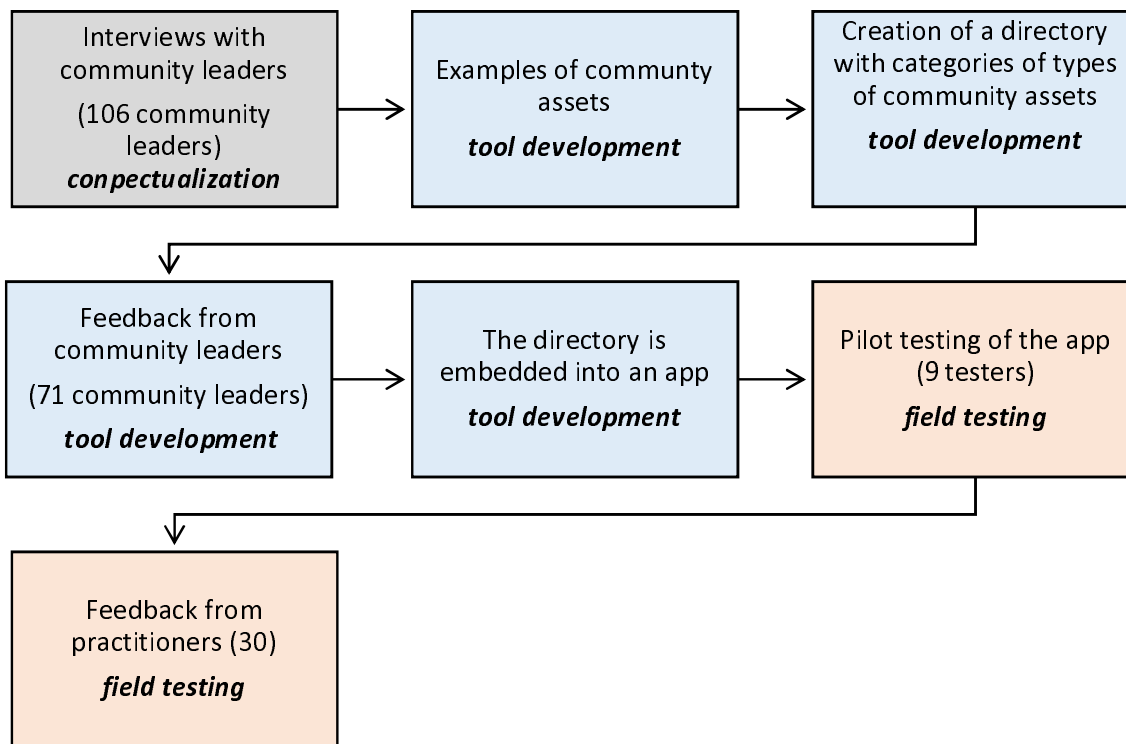 Interviews with
community leaders
(106 community
leaders)
conpectualization
Examples of communty
assets
tool development
Creation of a directory
with categories of types
of community assets
tool development
Feedback from
community leaders
(71 community leaders)
tool development
The directory is
embedded into an app
tool development
Pilot testing of the app
(9 testers)
field testing
Feedback from
practitioners (30)
field testing